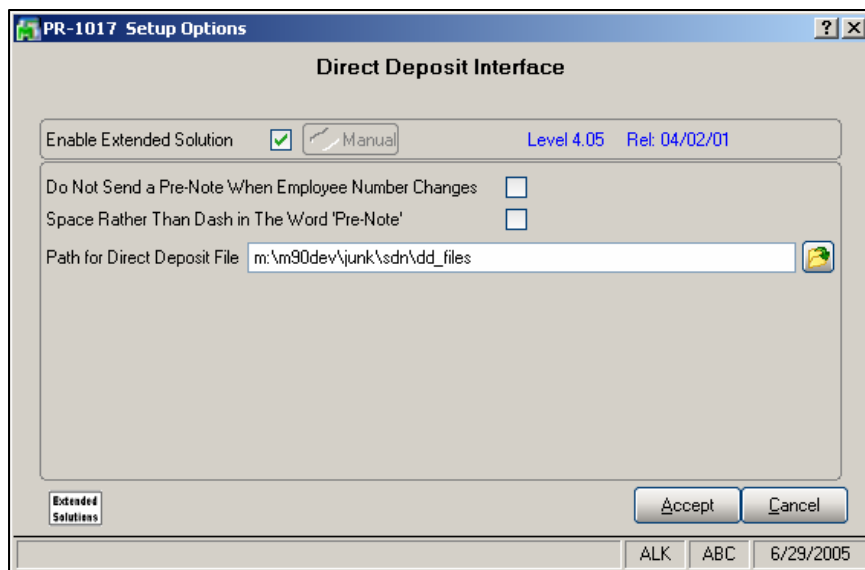 PR-1017 Setup Options
Direct Deposit Interface
Enable Extended Solution Manual Level 4.05 Rel: 04/02/01
Do Not Send a Pre-Note When Employee Number Changes
Space Rather Than Dash in The Word 'Pre-Note'
Path for Direct Deposit File m:\m90dev\junk\sdn\dd_files
Extended
Solutions
Accept Cancel
ALK ABC 6/29/2005